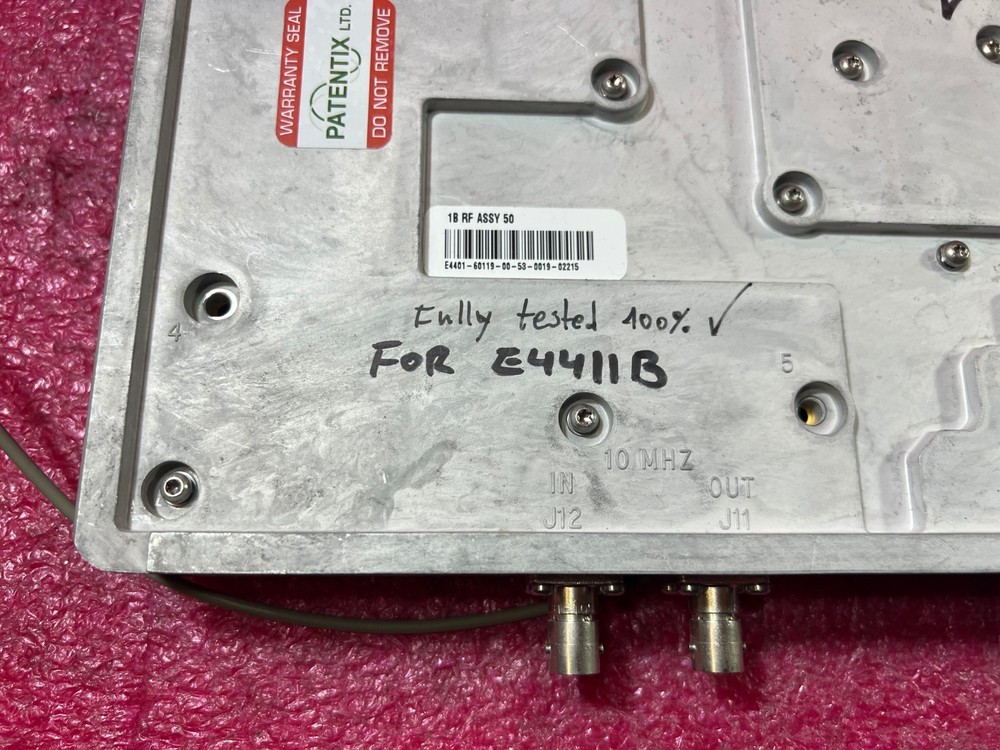 WARRANTY SEAL
PATENTIX LTD.
DO NOT REMOVE
1B RF ASSY 50
E4401-60119-00-53-0019-02215
Fully tested 100% ✓
FOR E4411B
4
5
10 MHZ
IN
OUT
J12
J11